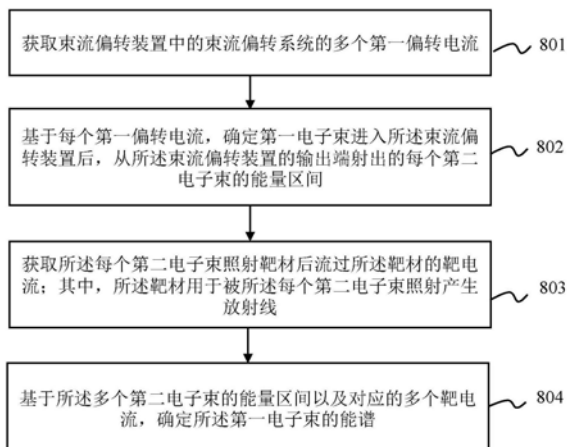 获取束流偏转装置中的束流偏转系统的多个第一偏转电流
801
基于每个第一偏转电流，确定第一电子束进入所述束流偏
转装置后，从所述束流偏转装置的输出端射出的每个第二
电子束的能量区间
802
获取所述每个第二电子束照射靶材后流过所述靶材的靶电
流；其中，所述靶材用于被所述每个第二电子束照射产生
放射线
803
基于所述多个第二电子束的能量区间以及对应的多个靶电
流，确定所述第一电子束的能谱
804